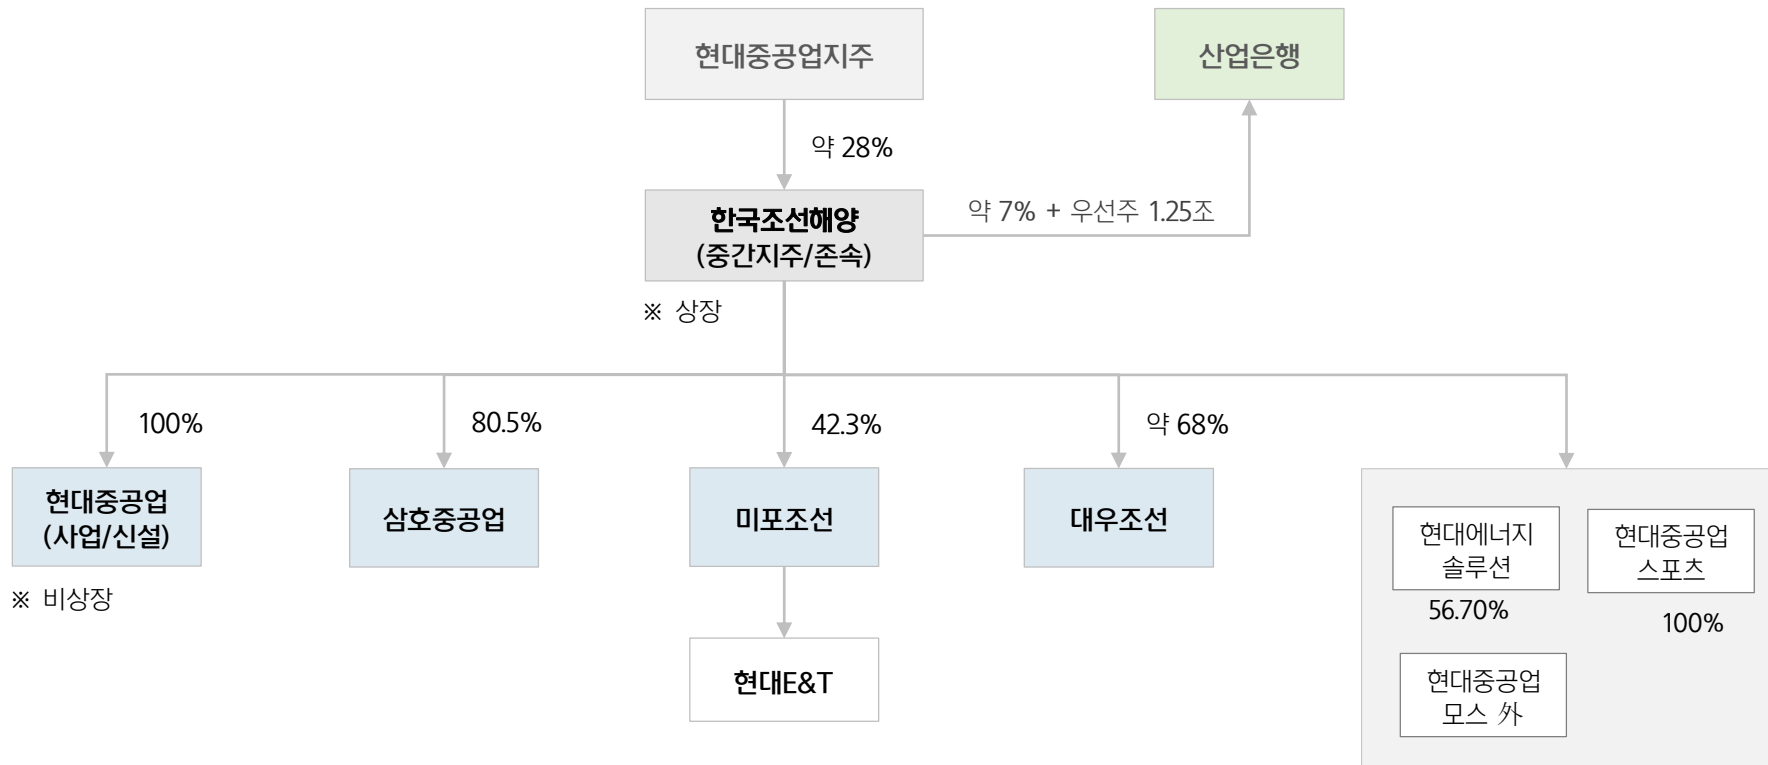 현대중공업지주
산업은행
약 28%
한국조선해양
(중간지주/존속)
약 7% + 우선주 1.25조
※ 상장
100%
80.5%
42.3%
약 68%
현대중공업
(사업/신설)
삼호중공업
미포조선
대우조선
현대에너지
솔루션
현대중공업
스포츠
※ 비상장
56.70%
100%
현대E&T
현대중공업
모스 外